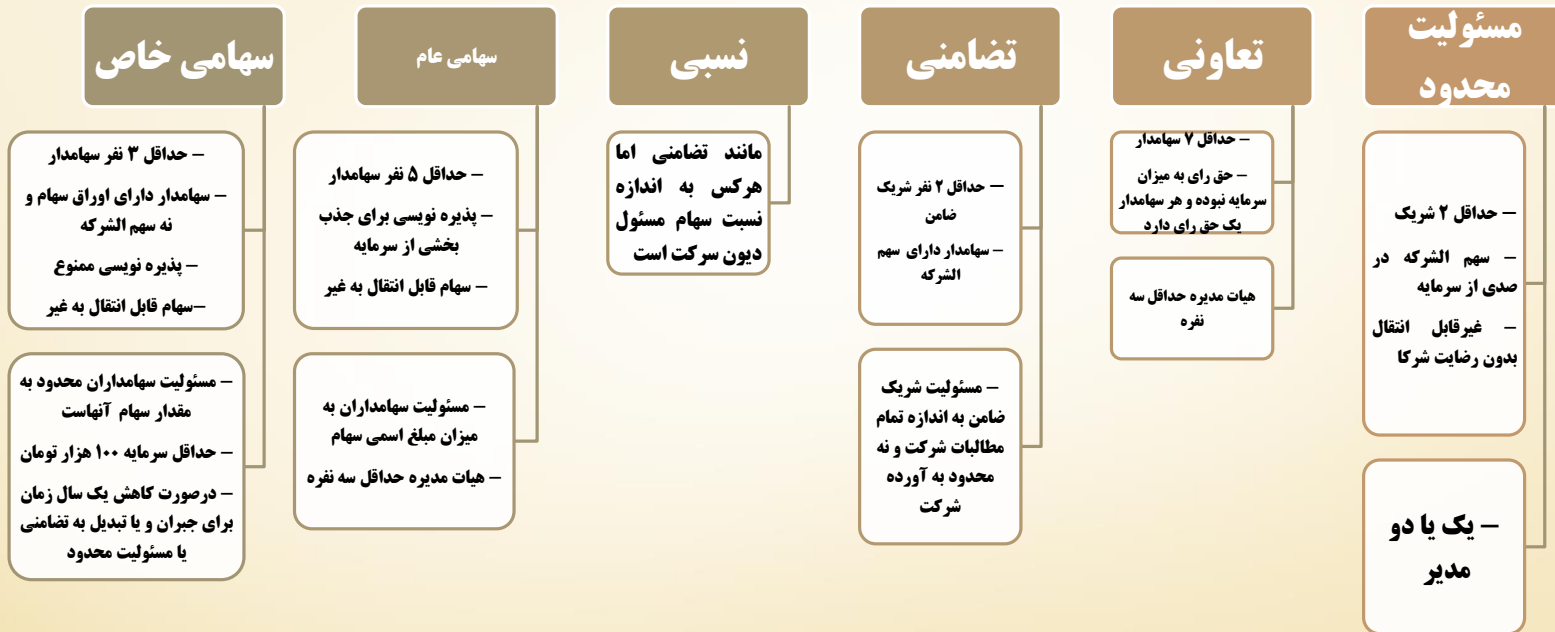 مسئولیت
محدود
– حداقل ۲ شریک
– سهم الشرکه در
صدی از سرمایه
– غیرقابل انتقال
بدون رضایت شرکا
– یک یا دو
مدیر
تعاونی
– حداقل ۷ سهامدار
– حق رای به میزان
سرمایه نبوده و هر سهامدار
یک حق رای دارد
هیات مدیره حداقل سه
نفره
تضامنی
– حداقل ۲ نفر شریک
ضامن
– سهامدار دارای سهم
الشرکه
– مسئولیت شریک
ضامن به اندازه تمام
مطالبات شرکت و نه
محدود به آورده
شرکت
نسبی
مانند تضامنی اما
هرکس به اندازه
نسبت سهام مسئول
دیون سرکت است
سهامی عام
– حداقل ۵ نفر سهامدار
– پذیره نویسی برای جذب
بخشی از سرمایه
– سهام قابل انتقال به غیر
– مسئولیت سهامداران به
میزان مبلغ اسمی سهام
– هیات مدیره حداقل سه نفره
سهامی خاص
– حداقل ۳ نفر سهامدار
– سهامدار دارای اوراق سهام و
نه سهم الشرکه
– پذیره نویسی ممنوع
–سهام قابل انتقال به غیر
– مسئولیت سهامداران محدود به
مقدار سهام آنهاست
– حداقل سرمایه ۱۰۰ هزار تومان
– درصورت کاهش یک سال زمان
برای جبران و یا تبدیل به تضامنی
یا مسئولیت محدود